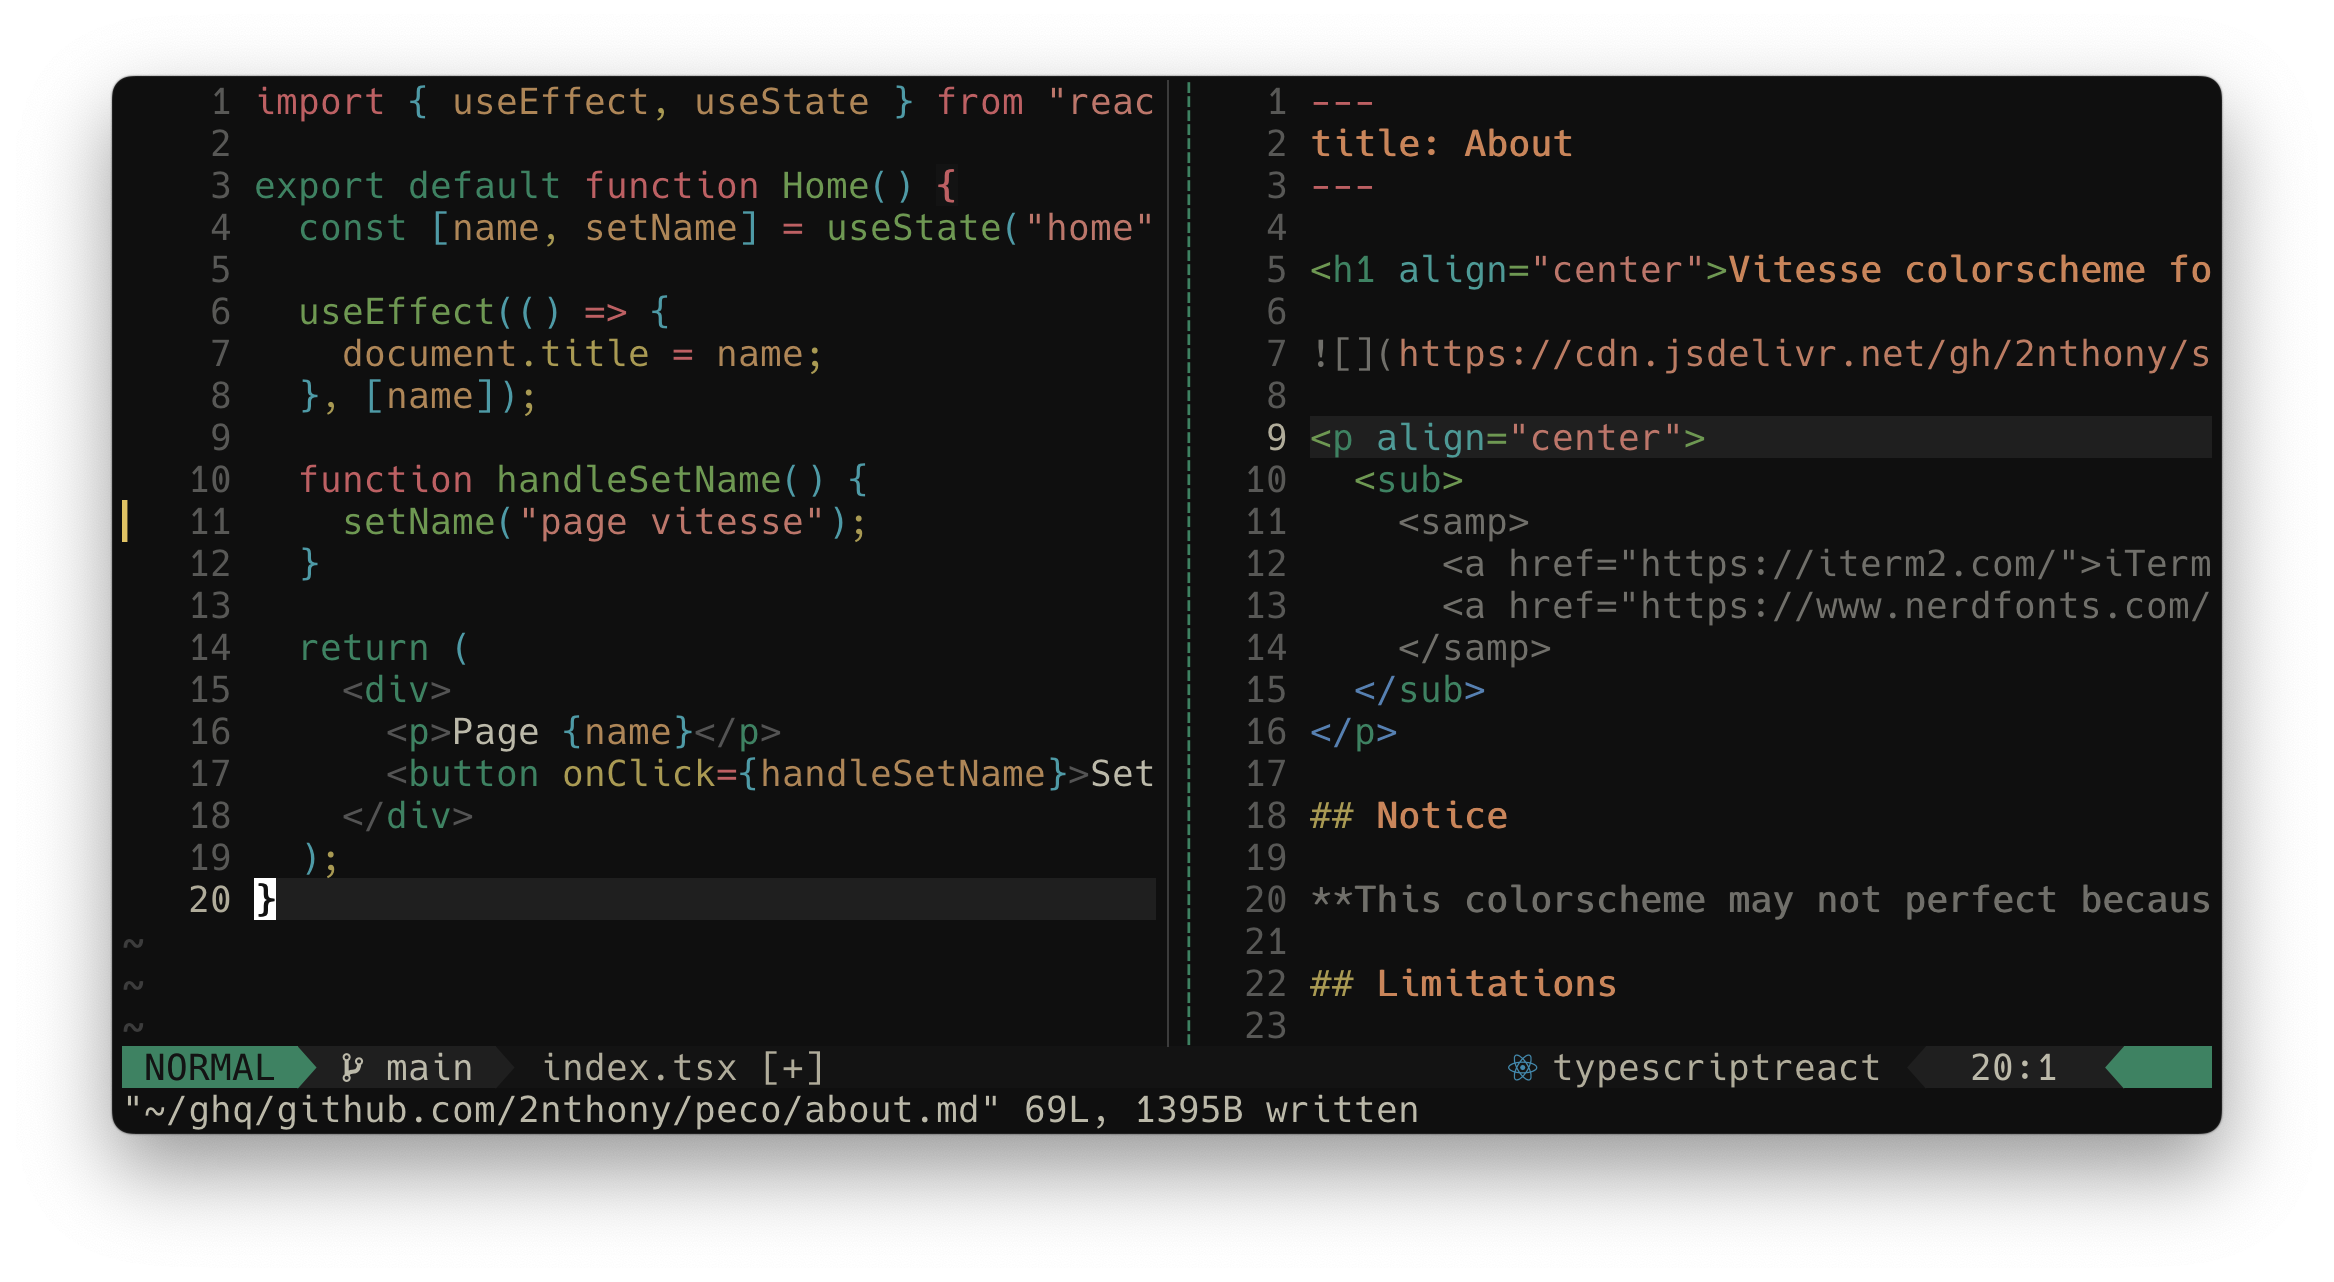 1 import { useEffect, useState } from "reac
2
3 export default function Home() {
4   const [name, setName] = useState("home"
5
6   useEffect(() => {
7     document.title = name;
8   }, [name]);
9
10   function handleSetName() {
11     setName("page vitesse");
12   }
13
14   return (
15     <div>
16       <p>Page {name}</p>
17       <button onClick={handleSetName}>Set
18     </div>
19   );
20 }
~
~
~
1 ---
2 title: About
3 ---
4
5 <h1 align="center">Vitesse colorscheme fo
6
7 ![](https://cdn.jsdelivr.net/gh/2nthony/s
8
9 <p align="center">
10   <sub>
11     <samp>
12       <a href="https://iterm2.com/">iTerm
13       <a href="https://www.nerdfonts.com/
14     </samp>
15   </sub>
16 </p>
17
18 ## Notice
19
20 **This colorscheme may not perfect becaus
21
22 ## Limitations
23
NORMAL main index.tsx [+] typescriptreact 20:1
"~/ghq/github.com/2nthony/peco/about.md" 69L, 1395B written